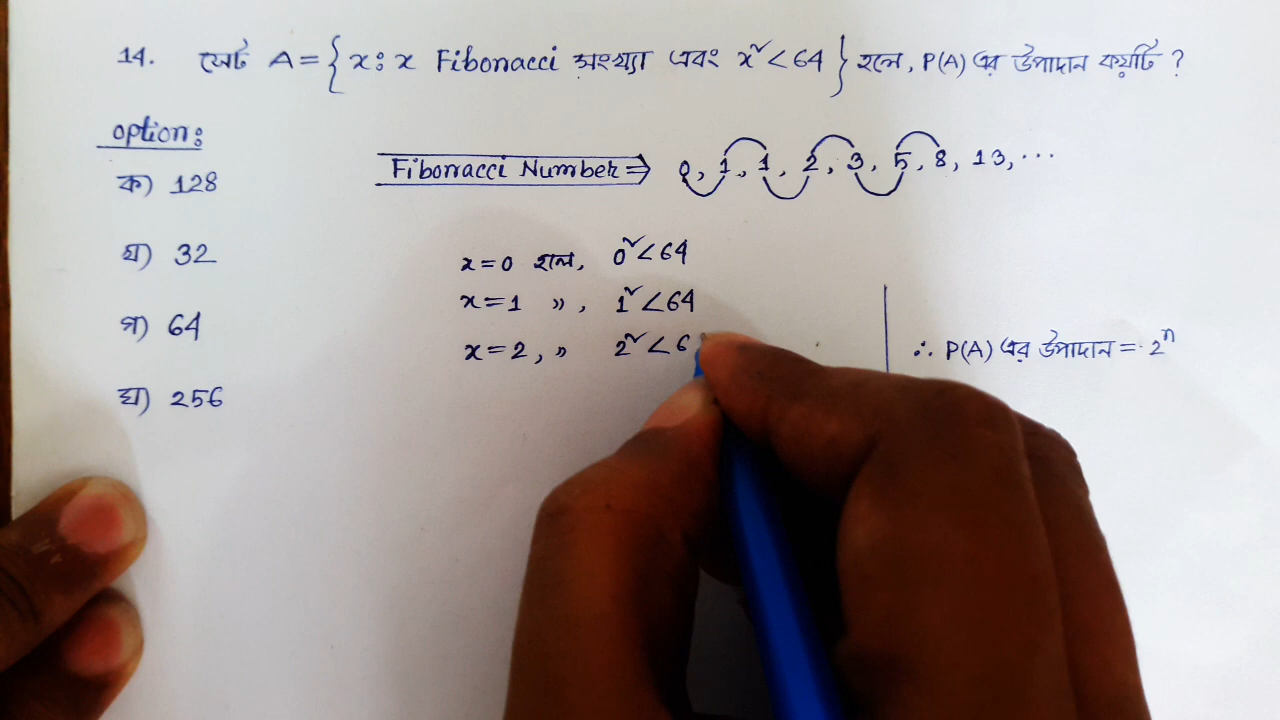 14. সেট A = { x : x Fibonacci সংখ্যা এবং x² < 64 } হলে, P(A) এর উপাদান কয়টি ?
option :
Fibonacci Number ⇒ 0, 1, 1, 2, 3, 5, 8, 13, ...
ক) 128
খ) 32
গ) 64
ঘ) 256
x = 0 হলে, 0² < 64
x = 1 ”, 1² < 64
x = 2, ” 2² < 6
∴ P(A) এর উপাদান = 2ⁿ